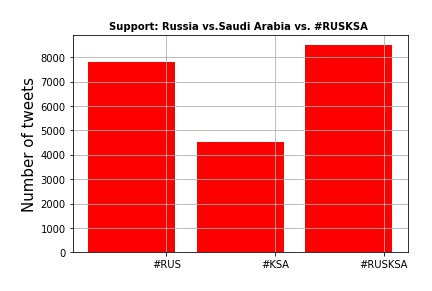 Support: Russia vs.Saudi Arabia vs. #RUSKSA
Number of tweets
8000
7000
6000
5000
4000
3000
2000
1000
0
#RUS
#KSA
#RUSKSA